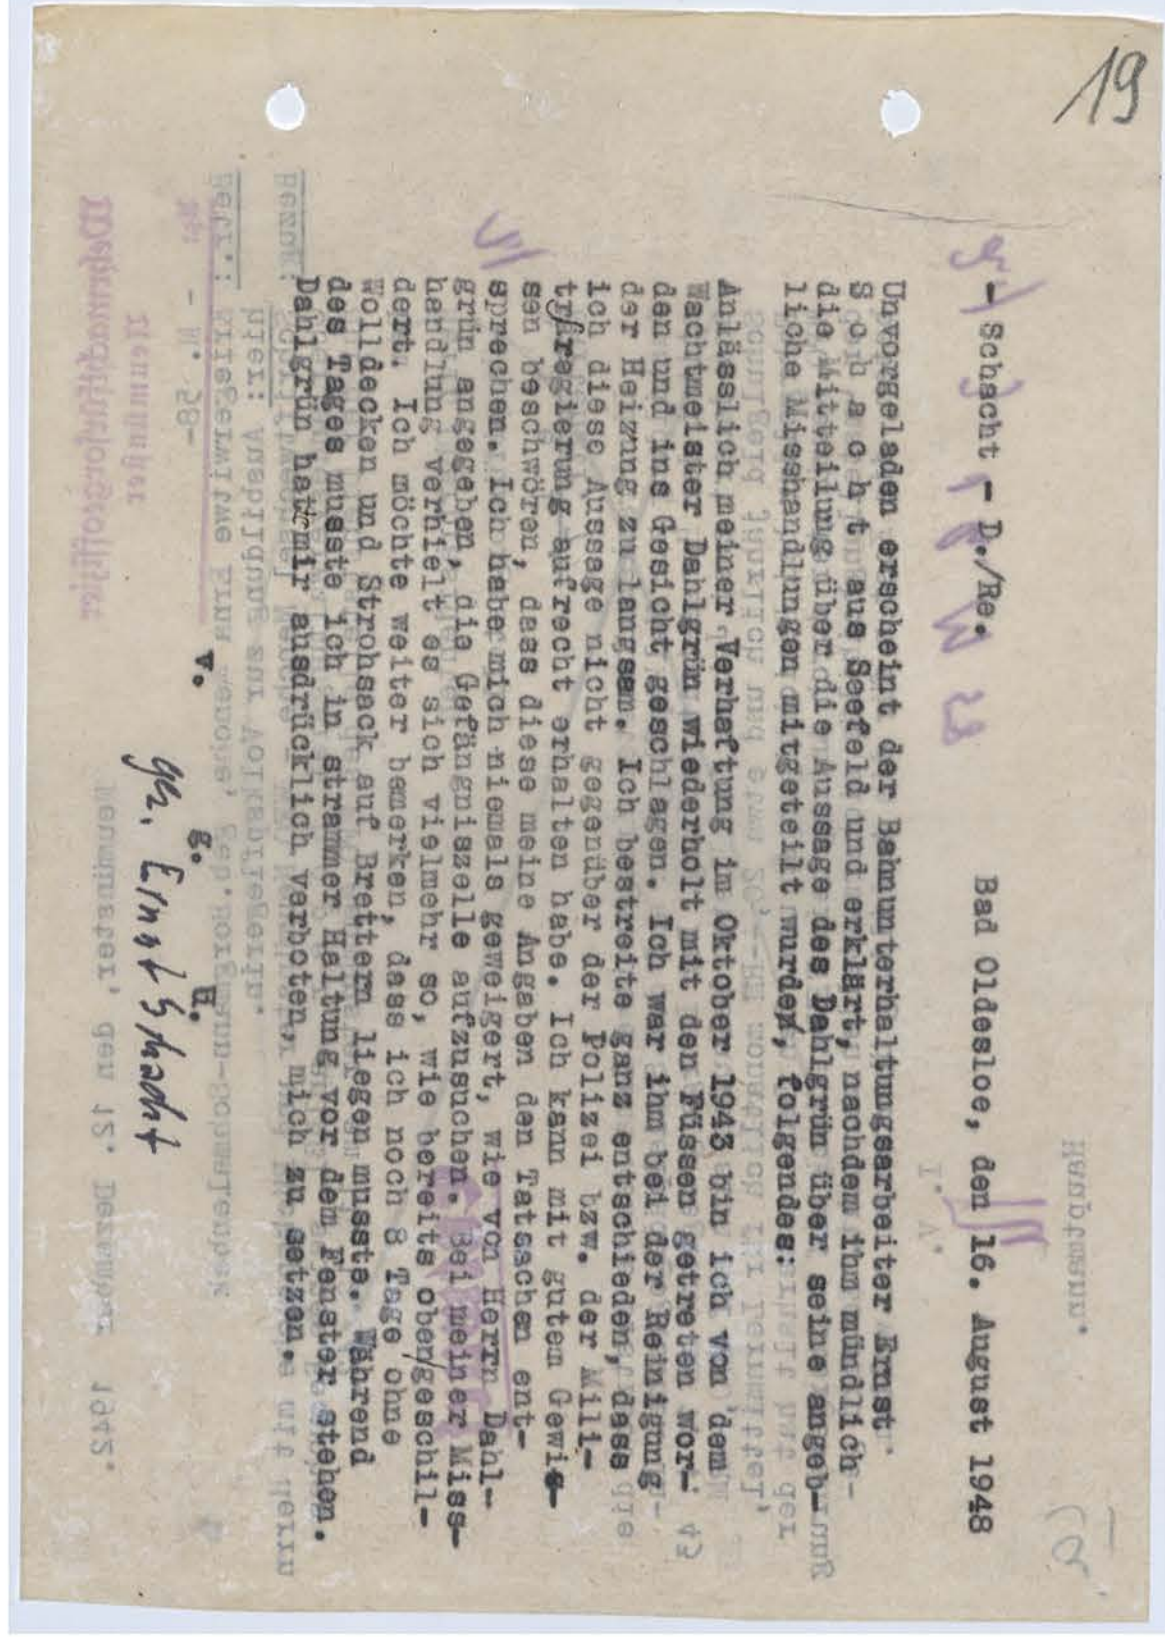 19
- Schacht - D./Re.
Bad Oldesloe, den 16. August 1948
Unvorgeladen erscheint der Bahnunterhaltungsarbeiter Ernst
S c h a c h t aus Seefeld und erklärt, nachdem ihm mündlich
die Mitteilung über die Aussage des Dahlgrün über seine angeb-
liche Misshandlungen mitgeteilt wurden, folgendes:
Anlässlich meiner Verhaftung im Oktober 1943 bin ich von dem
Wachtmeister Dahlgrün wiederholt mit den Füssen getreten wor-
den und ins Gesicht geschlagen. Ich war ihm bei der Reinigung
der Heizung zu langsam. Ich bestreite ganz entschieden, dass
ich diese Aussage nicht gegenüber der Polizei bzw. der Mili-
trärregierung aufrecht erhalten habe. Ich kann mit guten Gewis-
sen beschwören, dass diese meine Angaben den Tatsachen ent-
sprechen. Ich habe mich niemals geweigert, wie von Herrn Dahl-
grün angegeben, die Gefängniszelle aufzusuchen. Bei meiner Miss-
handlung verhielt es sich vielmehr so, wie bereits oben geschil-
dert. Ich möchte weiter bemerken, dass ich noch 8 Tage ohne
Wolldecken und Strohsack auf Brettern liegen musste. Während
des Tages musste ich in strammer Haltung vor dem Fenster stehen.
Dahlgrün hat mir ausdrücklich verboten, mich zu setzen.
v. g. u.
gz. Ernst Schacht